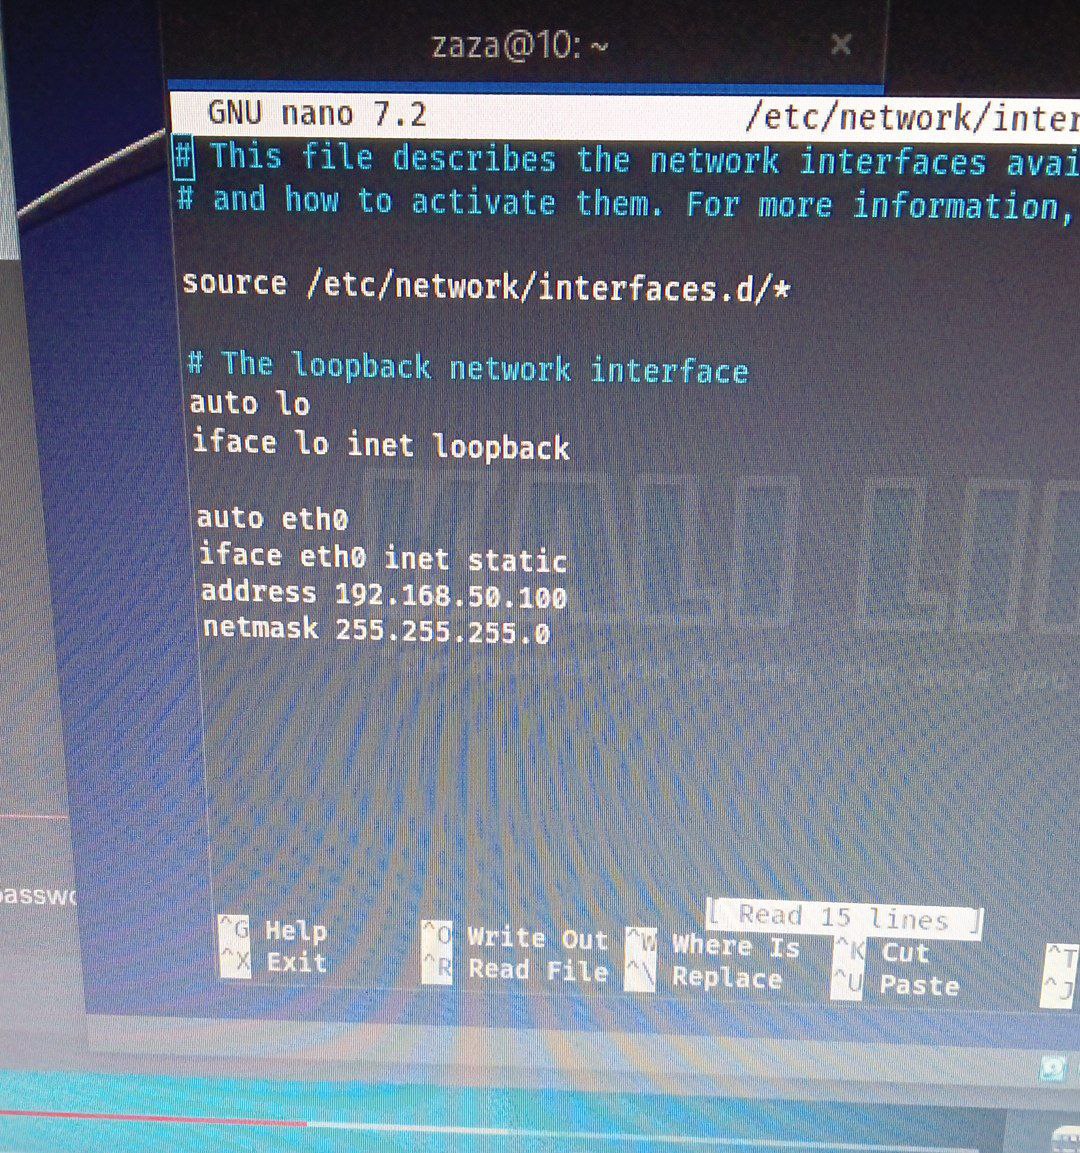 zaza@10: ~
GNU nano 7.2 /etc/network/inter
# This file describes the network interfaces avai
# and how to activate them. For more information,
source /etc/network/interfaces.d/*
# The loopback network interface
auto lo
iface lo inet loopback
auto eth0
iface eth0 inet static
address 192.168.50.100
netmask 255.255.255.0
[ Read 15 lines ]
^G Help ^O Write Out ^W Where Is ^K Cut ^T
^X Exit ^R Read File ^\ Replace ^U Paste ^J
passwo